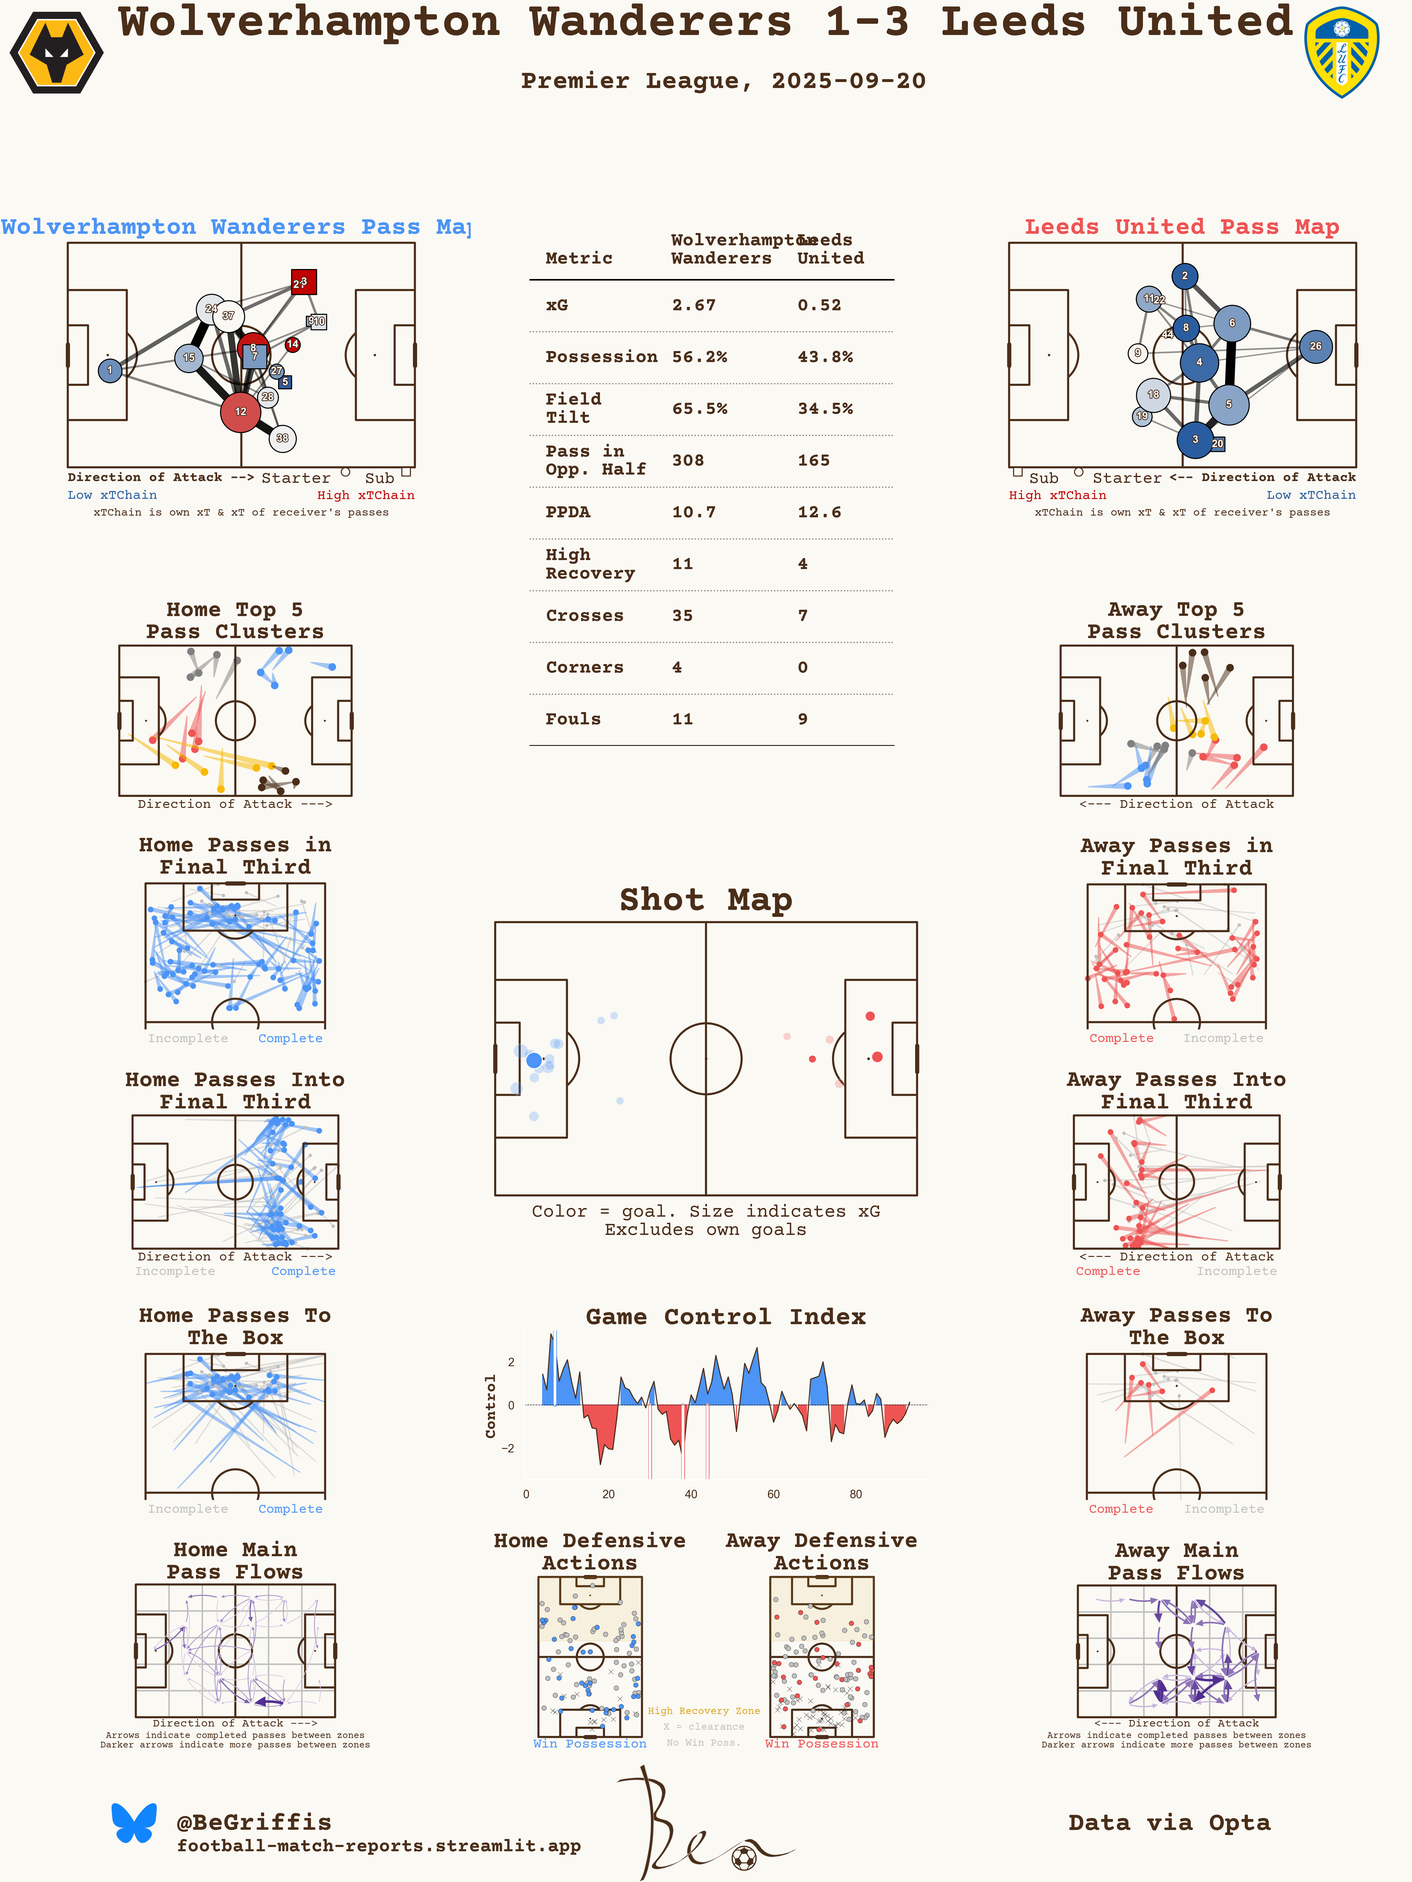 Wolverhampton Wanderers 1-3 Leeds United
Premier League, 2025-09-20
Wolverhampton Wanderers Pass Map
24
37
3
10
8
7
14
15
1
27
5
28
12
38
Direction of Attack --> Starter Sub
Low xTChain High xTChain
xTChain is own xT & xT of receiver's passes
Metric Wolverhampton Wanderers Leeds United
xG 2.67 0.52
Possession 56.2% 43.8%
Field Tilt 65.5% 34.5%
Pass in Opp. Half 308 165
PPDA 10.7 12.6
High Recovery 11 4
Crosses 35 7
Corners 4 0
Fouls 11 9
Leeds United Pass Map
2
11
22
8
6
44
9
4
26
18
5
19
3
20
Sub Starter <-- Direction of Attack
High xTChain Low xTChain
xTChain is own xT & xT of receiver's passes
Home Top 5
Pass Clusters
Direction of Attack --->
Away Top 5
Pass Clusters
<--- Direction of Attack
Home Passes in
Final Third
Incomplete Complete
Away Passes in
Final Third
Complete Incomplete
Shot Map
Color = goal. Size indicates xG
Excludes own goals
Home Passes Into
Final Third
Direction of Attack --->
Incomplete Complete
Away Passes Into
Final Third
<--- Direction of Attack
Complete Incomplete
Home Passes To
The Box
Incomplete Complete
Game Control Index
Control
2
0
−2
0 20 40 60 80
Away Passes To
The Box
Complete Incomplete
Home Main
Pass Flows
Direction of Attack --->
Arrows indicate completed passes between zones
Darker arrows indicate more passes between zones
Home Defensive
Actions
Win Possession
Away Defensive
Actions
Win Possession
High Recovery Zone
X = clearance
No Win Poss.
Away Main
Pass Flows
<--- Direction of Attack
Arrows indicate completed passes between zones
Darker arrows indicate more passes between zones
@BeGriffis
football-match-reports.streamlit.app
Ben
Data via Opta
LUFC